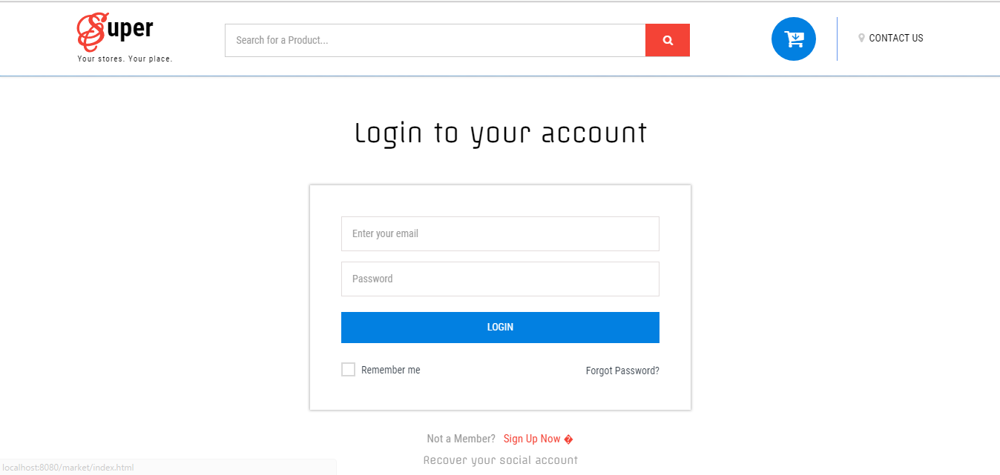 Super
Your stores. Your place.
Search for a Product...
CONTACT US
Login to your account
Enter your email
Password
LOGIN
Remember me
Forgot Password?
Not a Member? Sign Up Now �
Recover your social account
localhost:8080/market/index.html